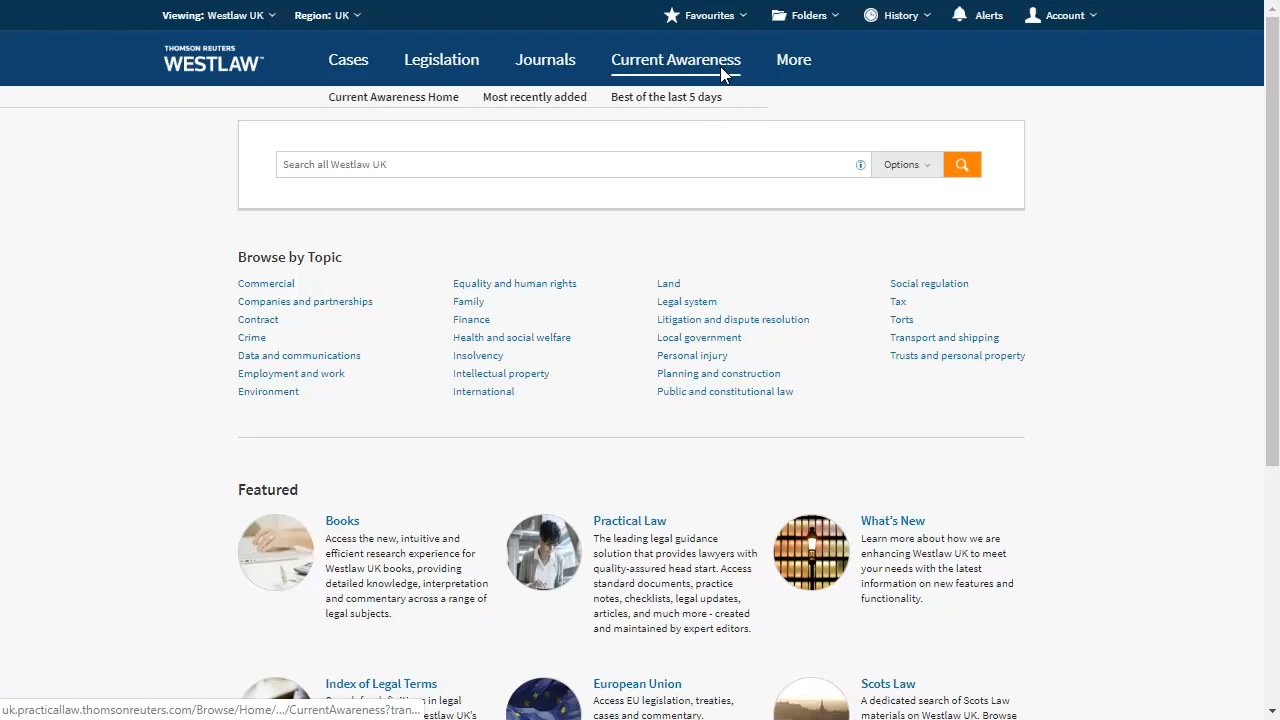 Viewing: Westlaw UK
Region: UK
Favourites
Folders
History
Alerts
Account
THOMSON REUTERS
WESTLAW™
Cases
Legislation
Journals
Current Awareness
More
Current Awareness Home
Most recently added
Best of the last 5 days
Search all Westlaw UK
Options
Browse by Topic
Commercial
Companies and partnerships
Contract
Crime
Data and communications
Employment and work
Environment
Equality and human rights
Family
Finance
Health and social welfare
Insolvency
Intellectual property
International
Land
Legal system
Litigation and dispute resolution
Local government
Personal injury
Planning and construction
Public and constitutional law
Social regulation
Tax
Torts
Transport and shipping
Trusts and personal property
Featured
Books
Access the new, intuitive and
efficient research experience for
Westlaw UK books, providing
detailed knowledge, interpretation
and commentary across a range of
legal subjects.
Practical Law
The leading legal guidance
solution that provides lawyers with
quality-assured head start. Access
standard documents, practice
notes, checklists, legal updates,
articles, and much more - created
and maintained by expert editors.
What's New
Learn more about how we are
enhancing Westlaw UK to meet
your needs with the latest
information on new features and
functionality.
Index of Legal Terms
European Union
Access EU legislation, treaties,
cases and commentary.
Scots Law
A dedicated search of Scots Law
materials on Westlaw UK. Browse
uk.practicallaw.thomsonreuters.com/Browse/Home/.../CurrentAwareness?tran...